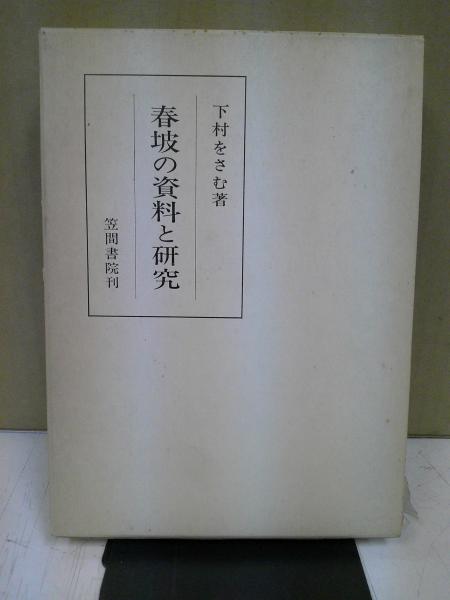 下村をさむ著
春坡の資料と研究
笠間書院刊